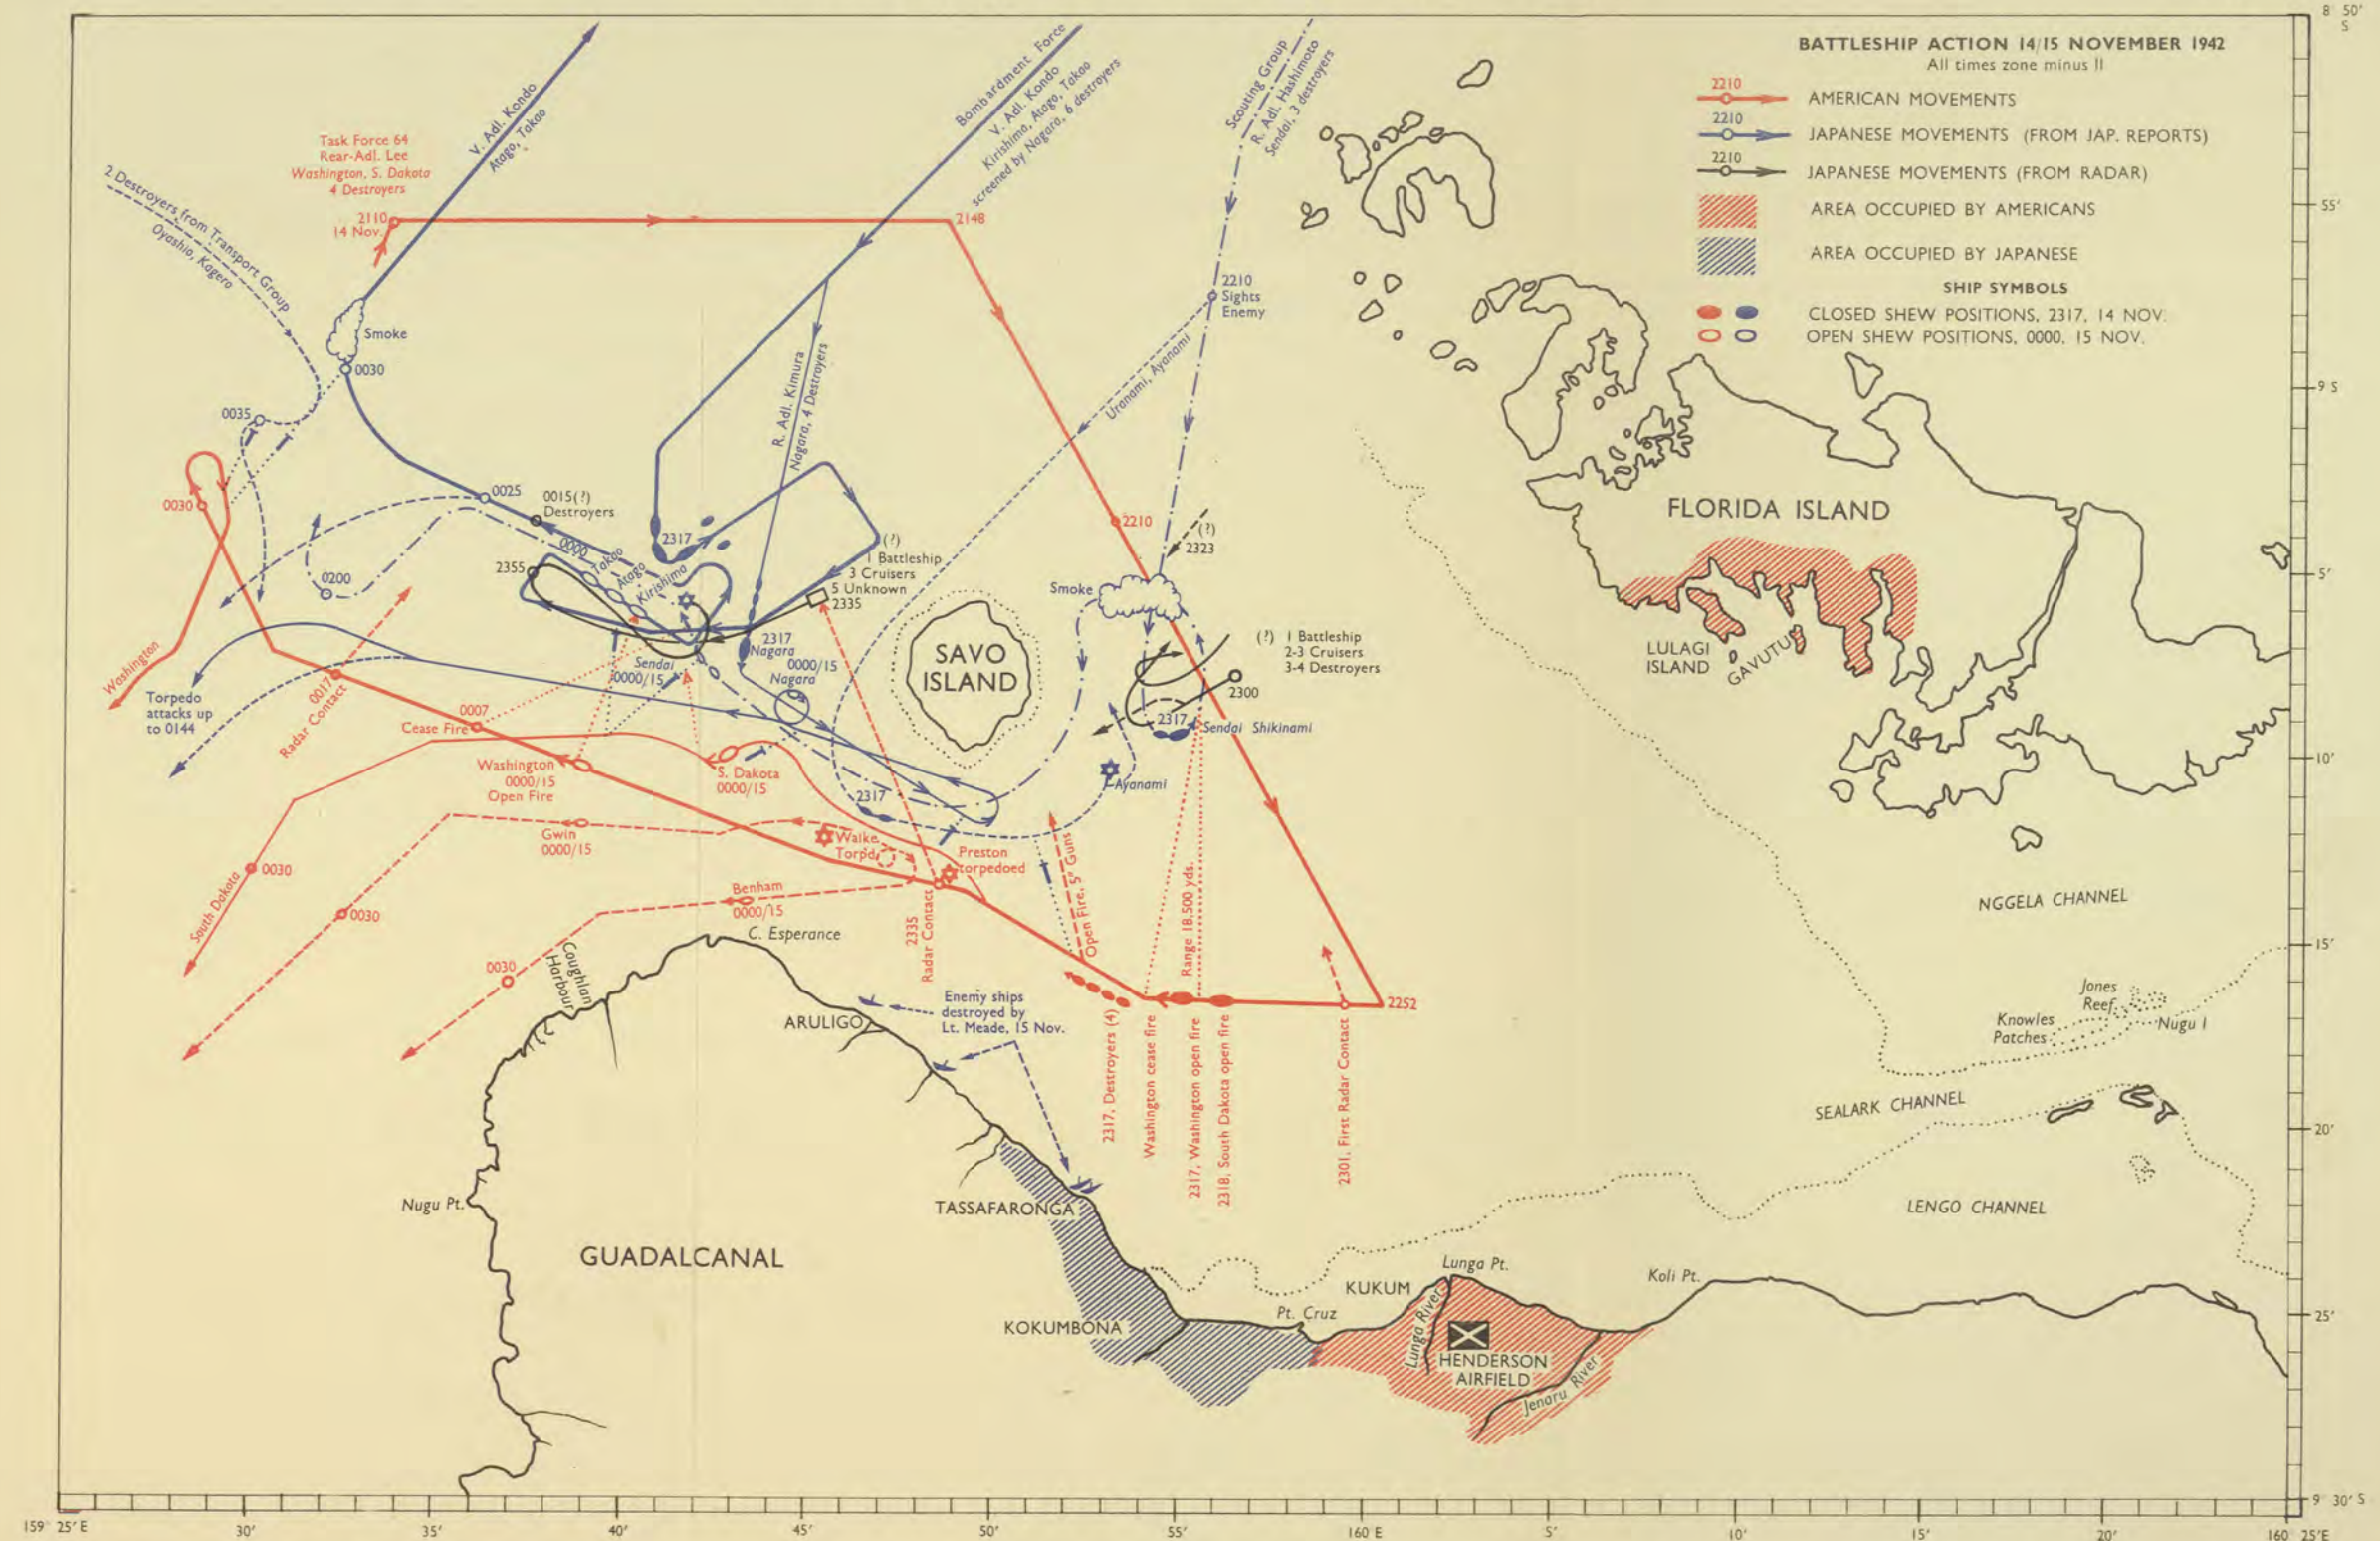 BATTLESHIP ACTION 14/15 NOVEMBER 1942
All times zone minus 11
2210
AMERICAN MOVEMENTS
2210
JAPANESE MOVEMENTS (FROM JAP. REPORTS)
2210
JAPANESE MOVEMENTS (FROM RADAR)
AREA OCCUPIED BY AMERICANS
AREA OCCUPIED BY JAPANESE
SHIP SYMBOLS
CLOSED SHEW POSITIONS, 2317, 14 NOV.
OPEN SHEW POSITIONS, 0000, 15 NOV.
8° 50'
S
55'
9 S
5'
10'
15'
20'
25'
9 30' S
159° 25' E
30'
35'
40'
45'
50'
55'
160 E
5'
10'
15'
20'
160 25'E
V. Adl. Kondo
Atago, Takao
Bombardment Force
V. Adl. Kondo
Kirishima, Atago, Takao
screened by Nagara, 6 destroyers
Scouting Group
R. Adl. Hashimoto
Sendai, 3 destroyers
Task Force 64
Rear-Adl. Lee
Washington, S. Dakota
4 Destroyers
2110
14 Nov.
2148
2 Destroyers from Transport Group
Oyashio, Kagero
Smoke
0030
2210
Sights
Enemy
Uranami, Ayanami
R. Adl. Kimura
Nagara, 4 Destroyers
0035
0030
0025
0015(?)
Destroyers
2317
(?)
1 Battleship
3 Cruisers
5 Unknown
2335
2210
(?)
2323
0000
Takao
Atago
Kirishima
2355
0200
Smoke
FLORIDA ISLAND
LULAGI
ISLAND
GAVUTU
SAVO
ISLAND
(?) 1 Battleship
2-3 Cruisers
3-4 Destroyers
2300
2317
Nagara
0000/15
Nagara
Sendai
0000/15
Washington
Torpedo
attacks up
to 0144
0017
Radar Contact
0007
Cease Fire
2317
Sendai Shikinami
Ayanami
Washington
0000/15
Open Fire
S. Dakota
0000/15
2317
Gwin
0000/15
Walke
Torpd.
Preston
torpedoed
Benham
0000/15
South Dakota
0030
0030
0030
2335
Radar Contact
Open Fire, 5" Guns
Range 18,500 yds.
2252
C. Esperance
Coughlan
Harbour
ARULIGO
Enemy ships
destroyed by
Lt. Meade, 15 Nov.
2317, Destroyers (4)
Washington cease fire
2317, Washington open fire
2318, South Dakota open fire
2301, First Radar Contact
NGGELA CHANNEL
Jones
Reef
Knowles
Patches
Nugu I
SEALARK CHANNEL
LENGO CHANNEL
Nugu Pt.
TASSAFARONGA
GUADALCANAL
KOKUMBONA
Pt. Cruz
KUKUM
Lunga Pt.
Koli Pt.
Lunga River
HENDERSON
AIRFIELD
Jenaru River